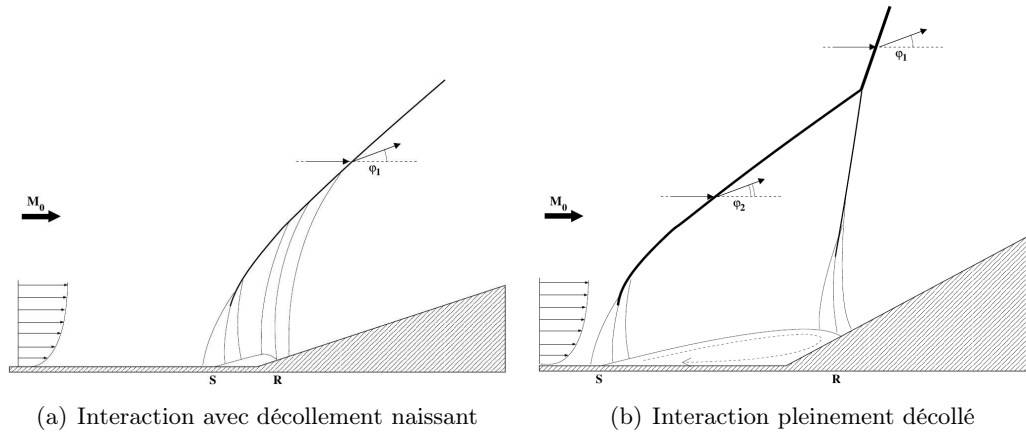 φ1
M0
φ1
S
R
φ2
M0
S
R
(a) Interaction avec décollement naissant
(b) Interaction pleinement décollé